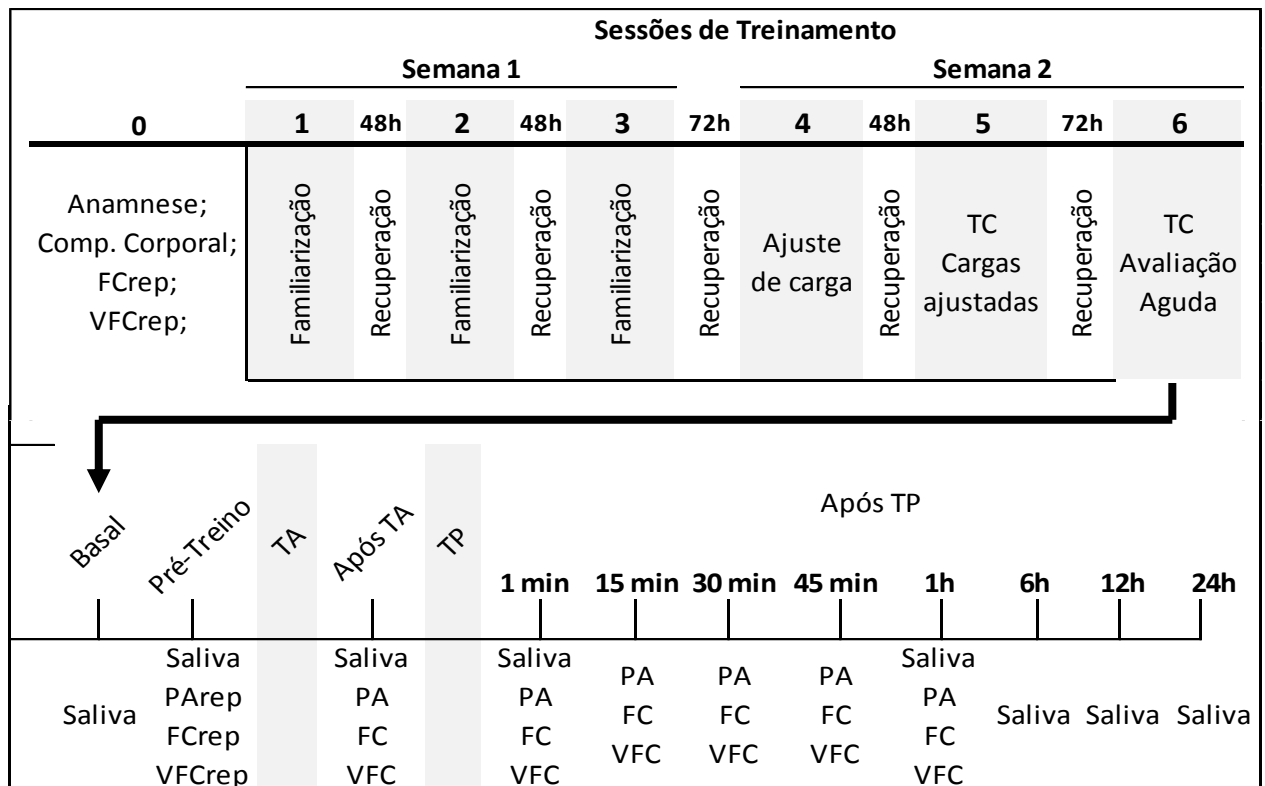 Sessões de Treinamento
Semana 1
Semana 2
0
1
48h
2
48h
3
72h
4
48h
5
72h
6
Anamnese;
Comp. Corporal;
FCrep;
VFCrep;
Familiarização
Recuperação
Familiarização
Recuperação
Familiarização
Recuperação
Ajuste
de carga
Recuperação
TC
Cargas
ajustadas
Recuperação
TC
Avaliação
Aguda
Basal
Pré-Treino
TA
Após TA
TP
Após TP
1 min
15 min
30 min
45 min
1h
6h
12h
24h
Saliva
Saliva
PArep
FCrep
VFCrep
Saliva
PA
FC
VFC
Saliva
PA
FC
VFC
PA
FC
VFC
PA
FC
VFC
PA
FC
VFC
Saliva
PA
FC
VFC
Saliva
Saliva
Saliva